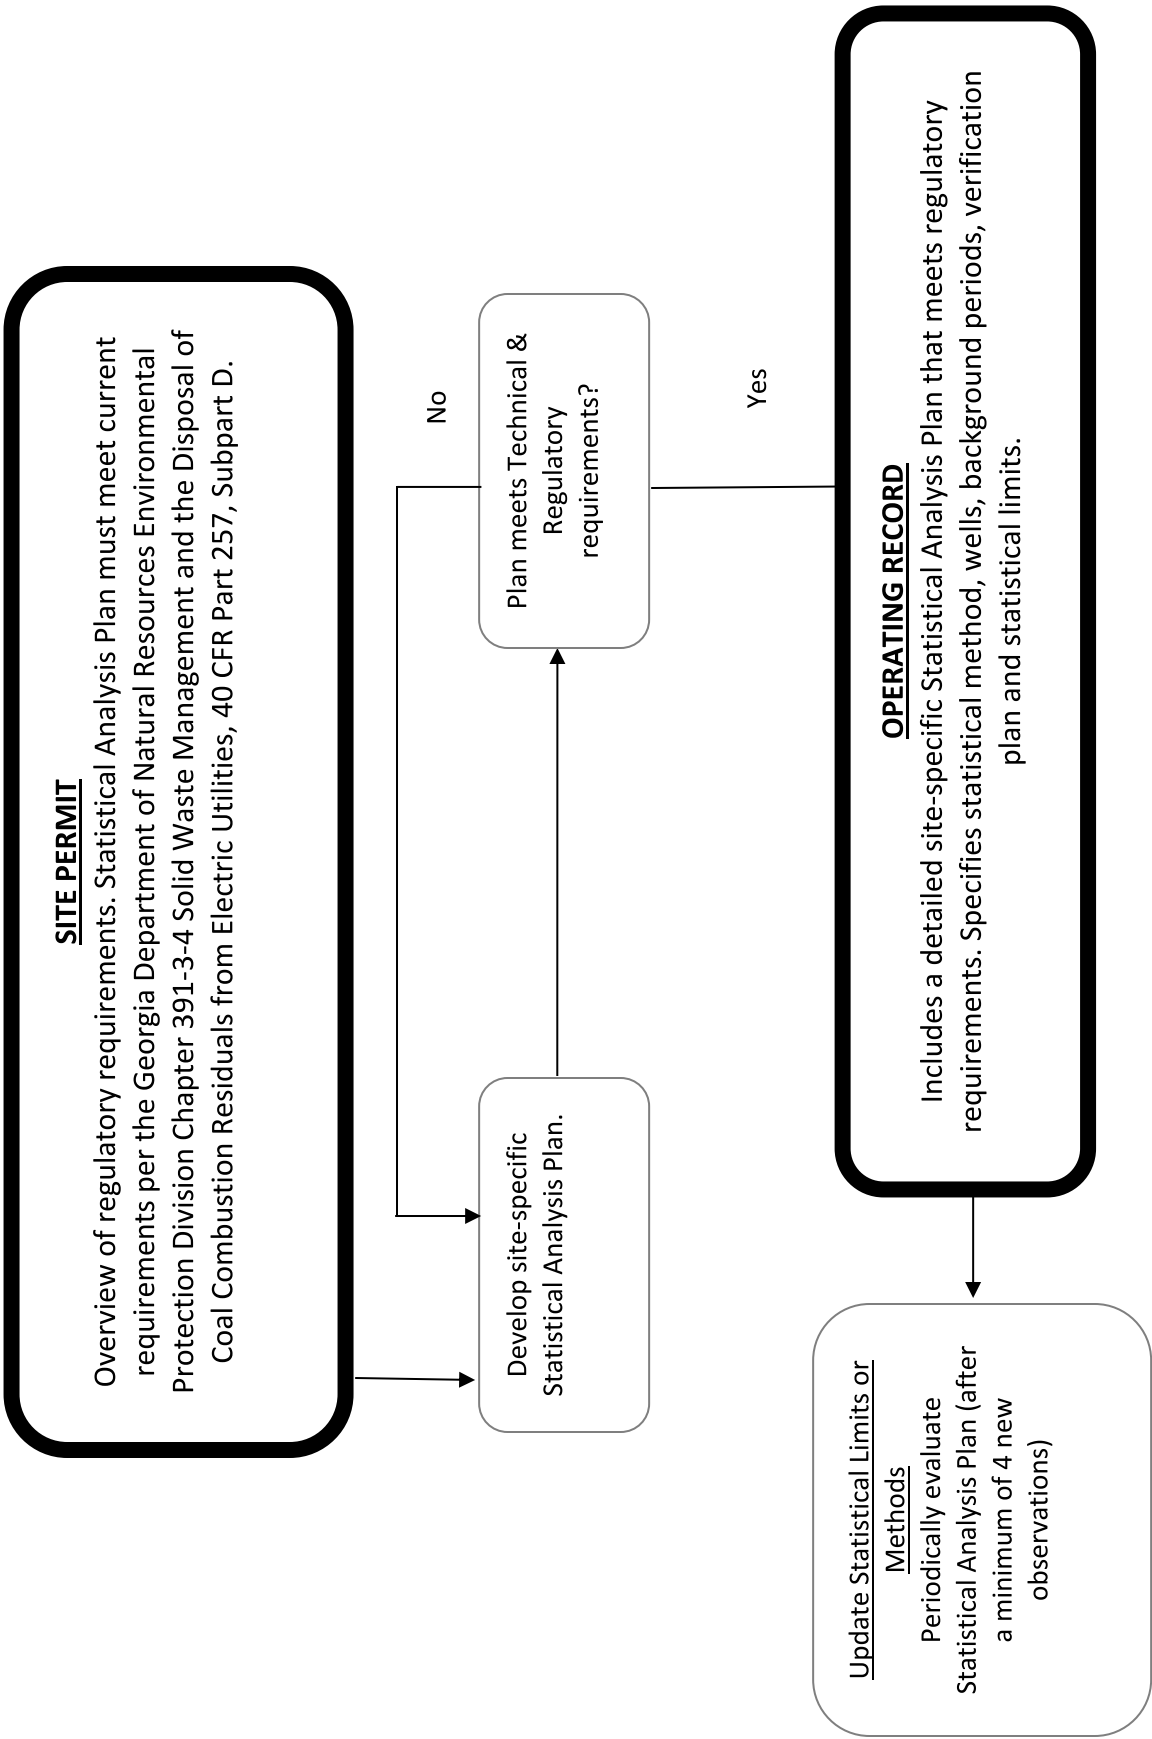 SITE PERMIT
Overview of regulatory requirements. Statistical Analysis Plan must meet current
requirements per the Georgia Department of Natural Resources Environmental
Protection Division Chapter 391-3-4 Solid Waste Management and the Disposal of
Coal Combustion Residuals from Electric Utilities, 40 CFR Part 257, Subpart D.
No
Develop site-specific
Statistical Analysis Plan.
Plan meets Technical &
Regulatory
requirements?
Yes
OPERATING RECORD
Includes a detailed site-specific Statistical Analysis Plan that meets regulatory
requirements. Specifies statistical method, wells, background periods, verification
plan and statistical limits.
Update Statistical Limits or
Methods
Periodically evaluate
Statistical Analysis Plan (after
a minimum of 4 new
observations)